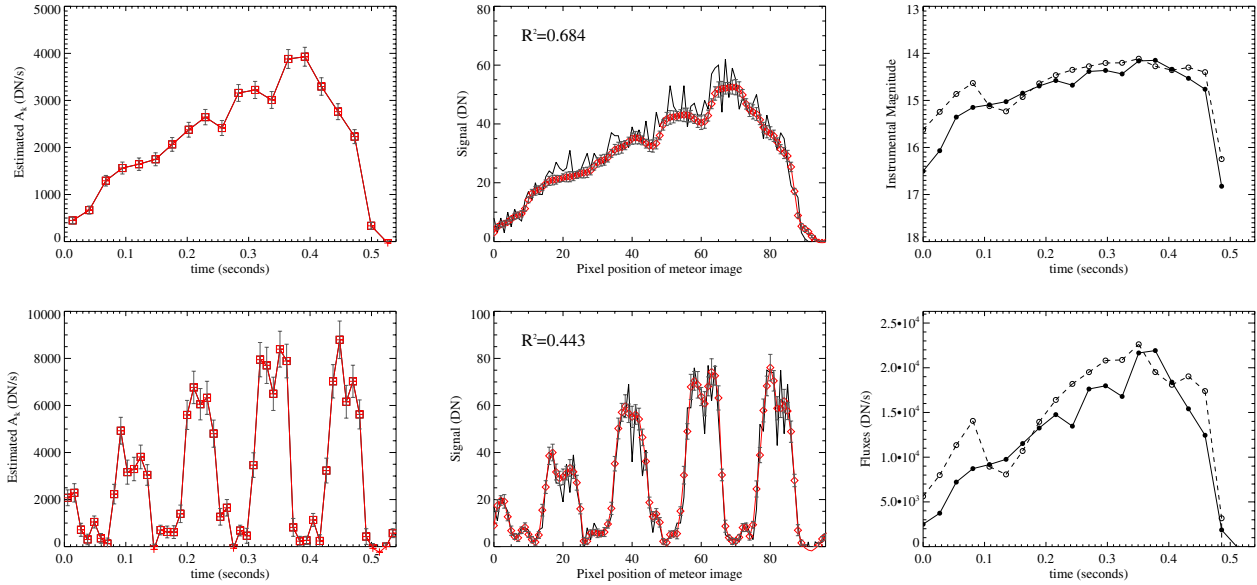 5000
4000
3000
2000
1000
0
Estimated Aₖ (DN/s)
0.0 0.1 0.2 0.3 0.4 0.5
time (seconds)
80
60
40
20
0
Signal (DN)
R²=0.684
0 20 40 60 80
Pixel position of meteor image
13
14
15
16
17
18
Instrumental Magnitude
0.0 0.1 0.2 0.3 0.4 0.5
time (seconds)
10000
8000
6000
4000
2000
0
Estimated Aₖ (DN/s)
0.0 0.1 0.2 0.3 0.4 0.5
time (seconds)
100
80
60
40
20
0
Signal (DN)
R²=0.443
0 20 40 60 80
Pixel position of meteor image
2.5•10⁴
2.0•10⁴
1.5•10⁴
1.0•10⁴
5.0•10³
0
Fluxes (DN/s)
0.0 0.1 0.2 0.3 0.4 0.5
time (seconds)